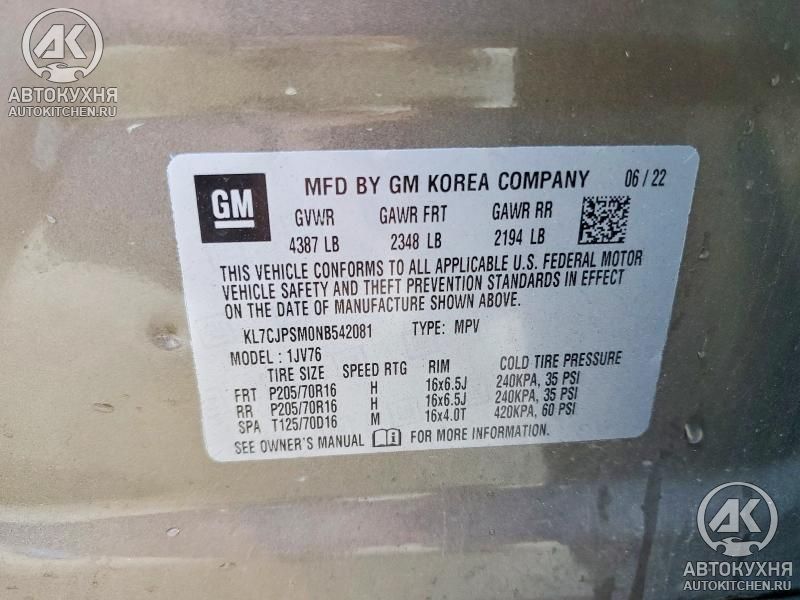 АВТОКУХНЯ
AUTOKITCHEN.RU
GM
MFD BY GM KOREA COMPANY 06 / 22
GVWR GAWR FRT GAWR RR
4387 LB 2348 LB 2194 LB
THIS VEHICLE CONFORMS TO ALL APPLICABLE U.S. FEDERAL MOTOR
VEHICLE SAFETY AND THEFT PREVENTION STANDARDS IN EFFECT
ON THE DATE OF MANUFACTURE SHOWN ABOVE.
KL7CJPSM0NB542081 TYPE: MPV
MODEL : 1JV76
TIRE SIZE SPEED RTG RIM COLD TIRE PRESSURE
FRT P205/70R16 H 16x6.5J 240KPA, 35 PSI
RR P205/70R16 H 16x6.5J 240KPA, 35 PSI
SPA T125/70D16 M 16x4.0T 420KPA, 60 PSI
SEE OWNER'S MANUAL FOR MORE INFORMATION.
АВТОКУХНЯ
AUTOKITCHEN.RU